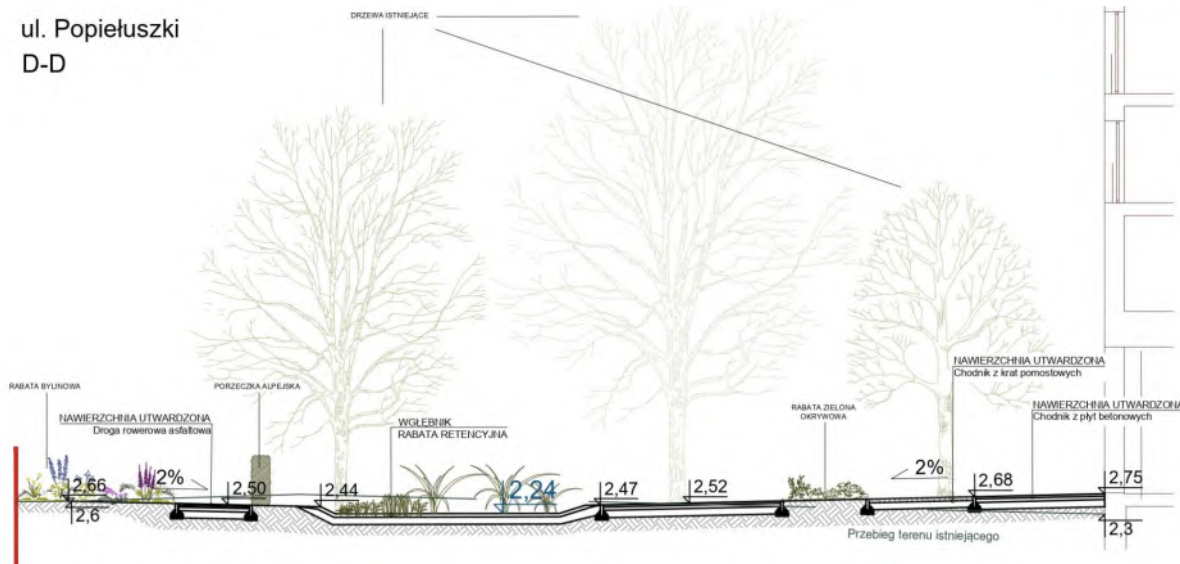 ul. Popiełuszki
D-D
DRZEWA ISTNIEJĄCE
RABATA BYLINOWA
NAWIERZCHNIA UTWARDZONA
Droga rowerowa asfaltowa
PORZECZKA ALPEJSKA
WGŁEBNIK
RABATA RETENCYJNA
RABATA ZIELONA
OKRYWOWA
NAWIERZCHNIA UTWARDZONA
Chodnik z krat pomostowych
NAWIERZCHNIA UTWARDZONA
Chodnik z płyt betonowych
2,66
2,6
2%
2,50
2,44
2,24
2,47
2,52
2%
2,68
2,75
2,3
Przebieg terenu istniejącego